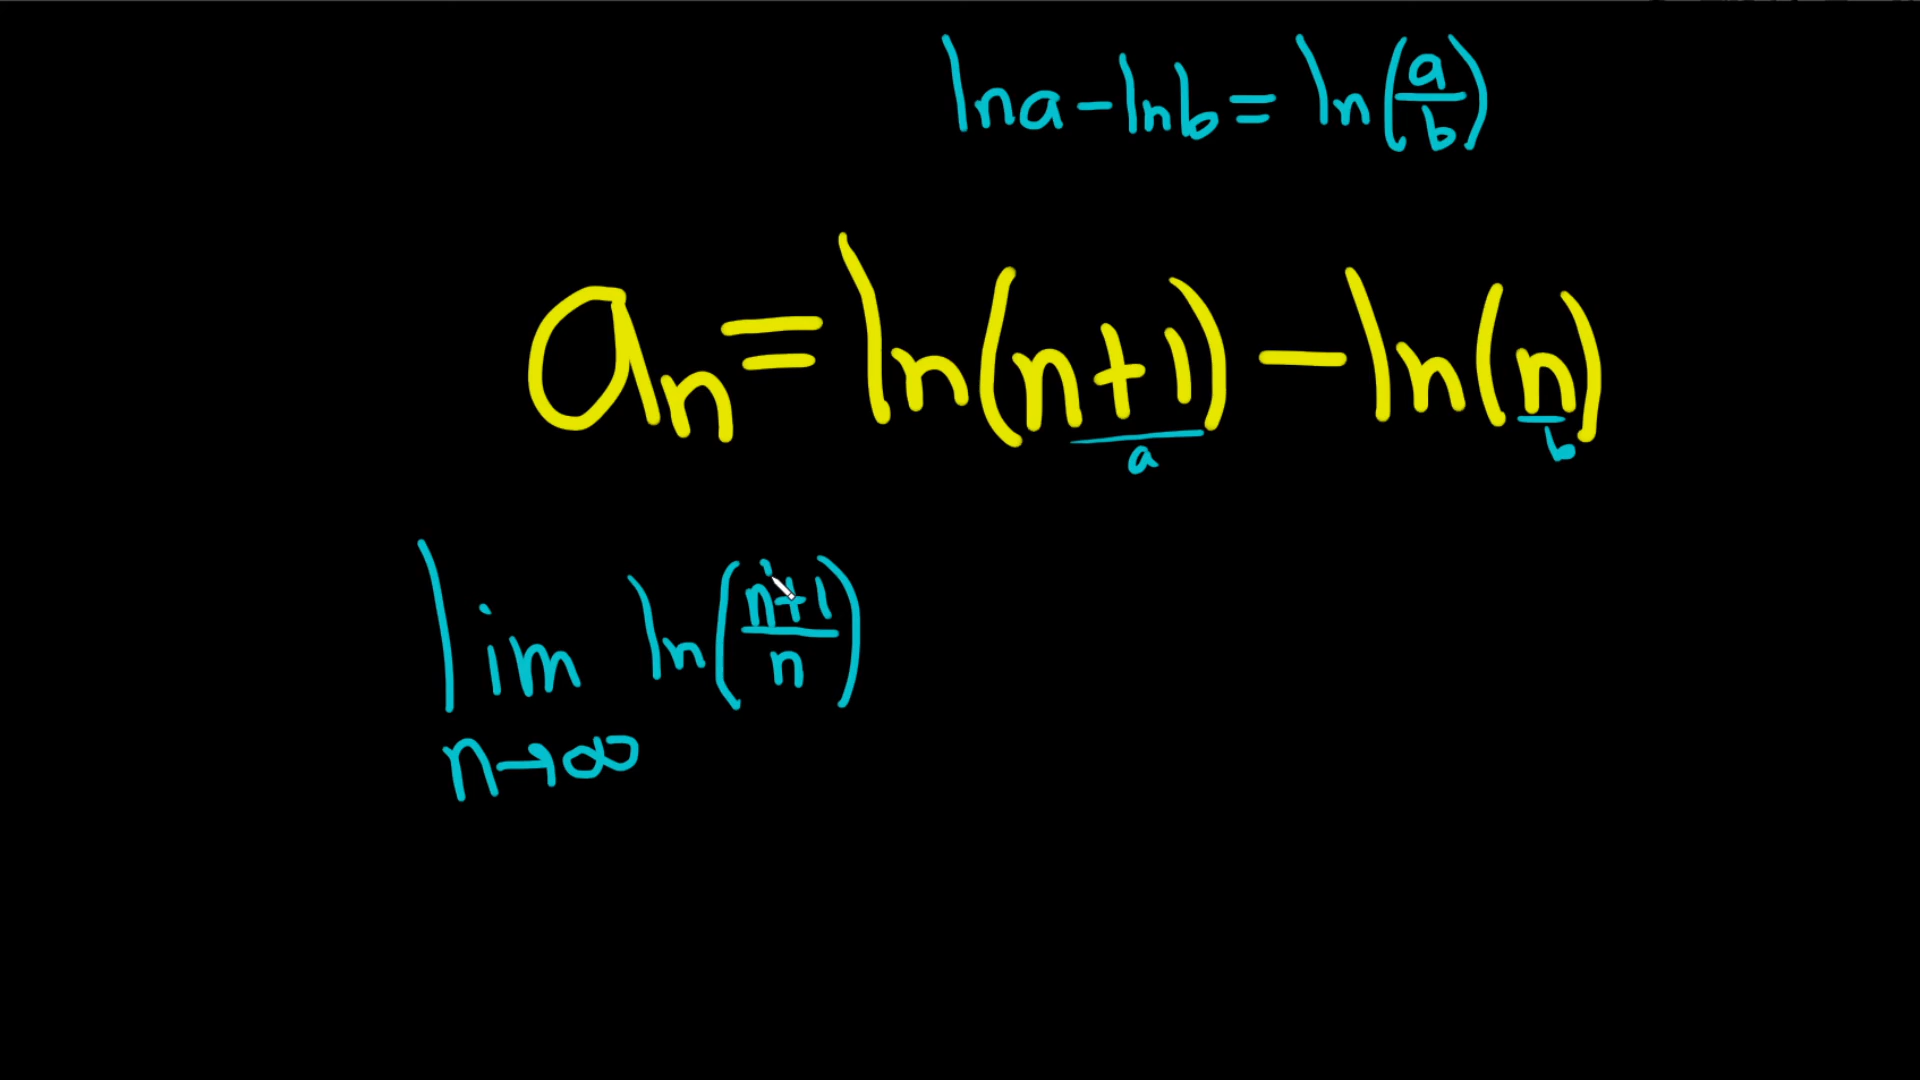 ln a - ln b = ln(a/b)
aₙ = ln(n+1) - ln(n)
a b
lim ln((n+1)/n)
n→∞